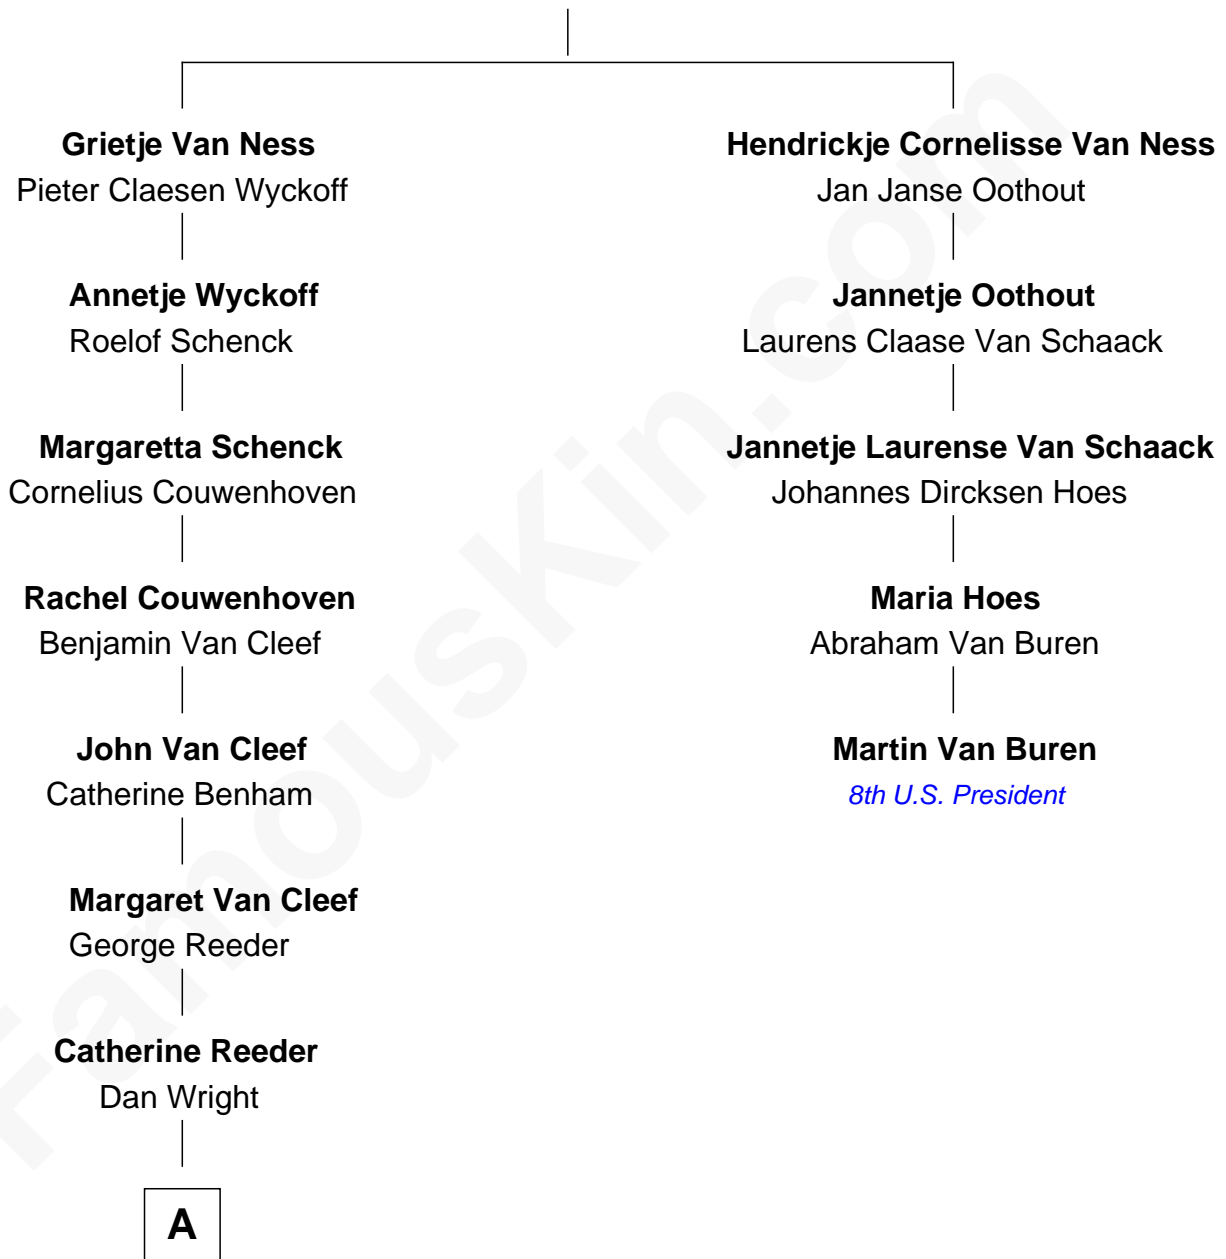 Grietje Van Ness
Pieter Claesen Wyckoff
Annetje Wyckoff
Roelof Schenck
Margaretta Schenck
Cornelius Couwenhoven
Rachel Couwenhoven
Benjamin Van Cleef
John Van Cleef
Catherine Benham
Margaret Van Cleef
George Reeder
Catherine Reeder
Dan Wright
A
Hendrickje Cornelisse Van Ness
Jan Janse Oothout
Jannetje Oothout
Laurens Claase Van Schaack
Jannetje Laurense Van Schaack
Johannes Dircksen Hoes
Maria Hoes
Abraham Van Buren
Martin Van Buren
8th U.S. President
FamousKin.com